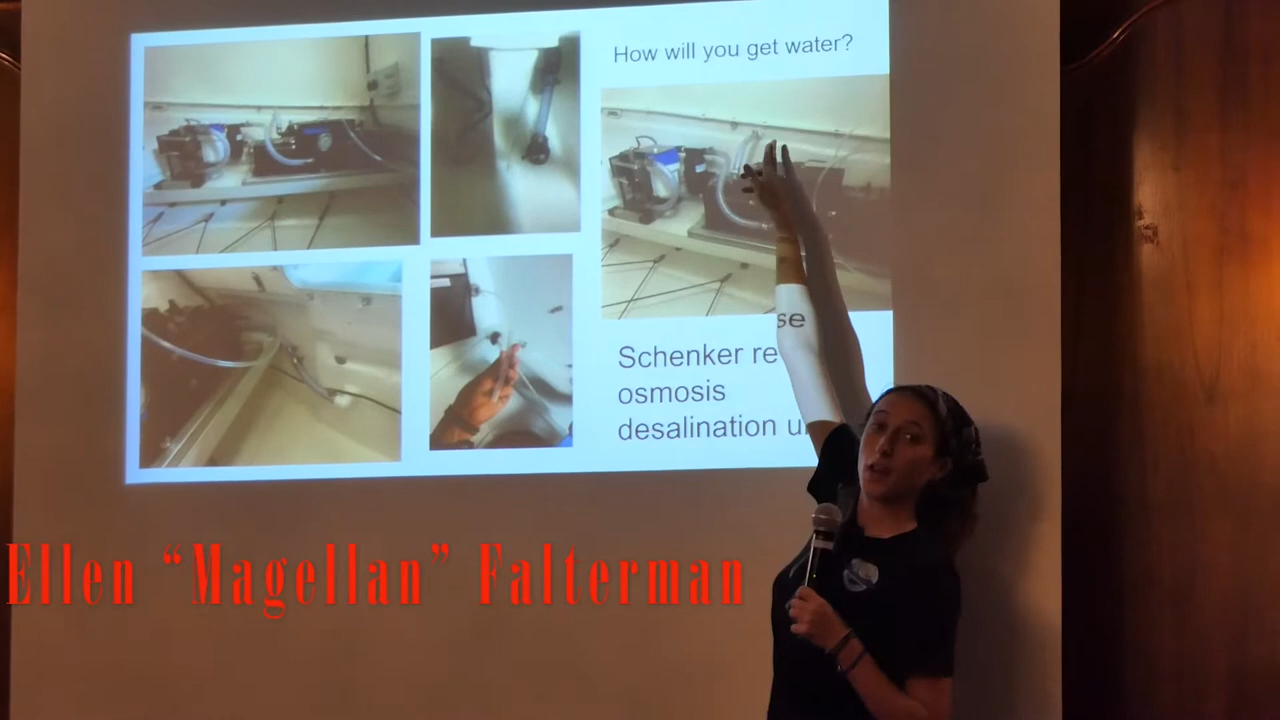 How will you get water?
Schenker re
se
osmosis
desalination u
Ellen “Magellan” Falterman